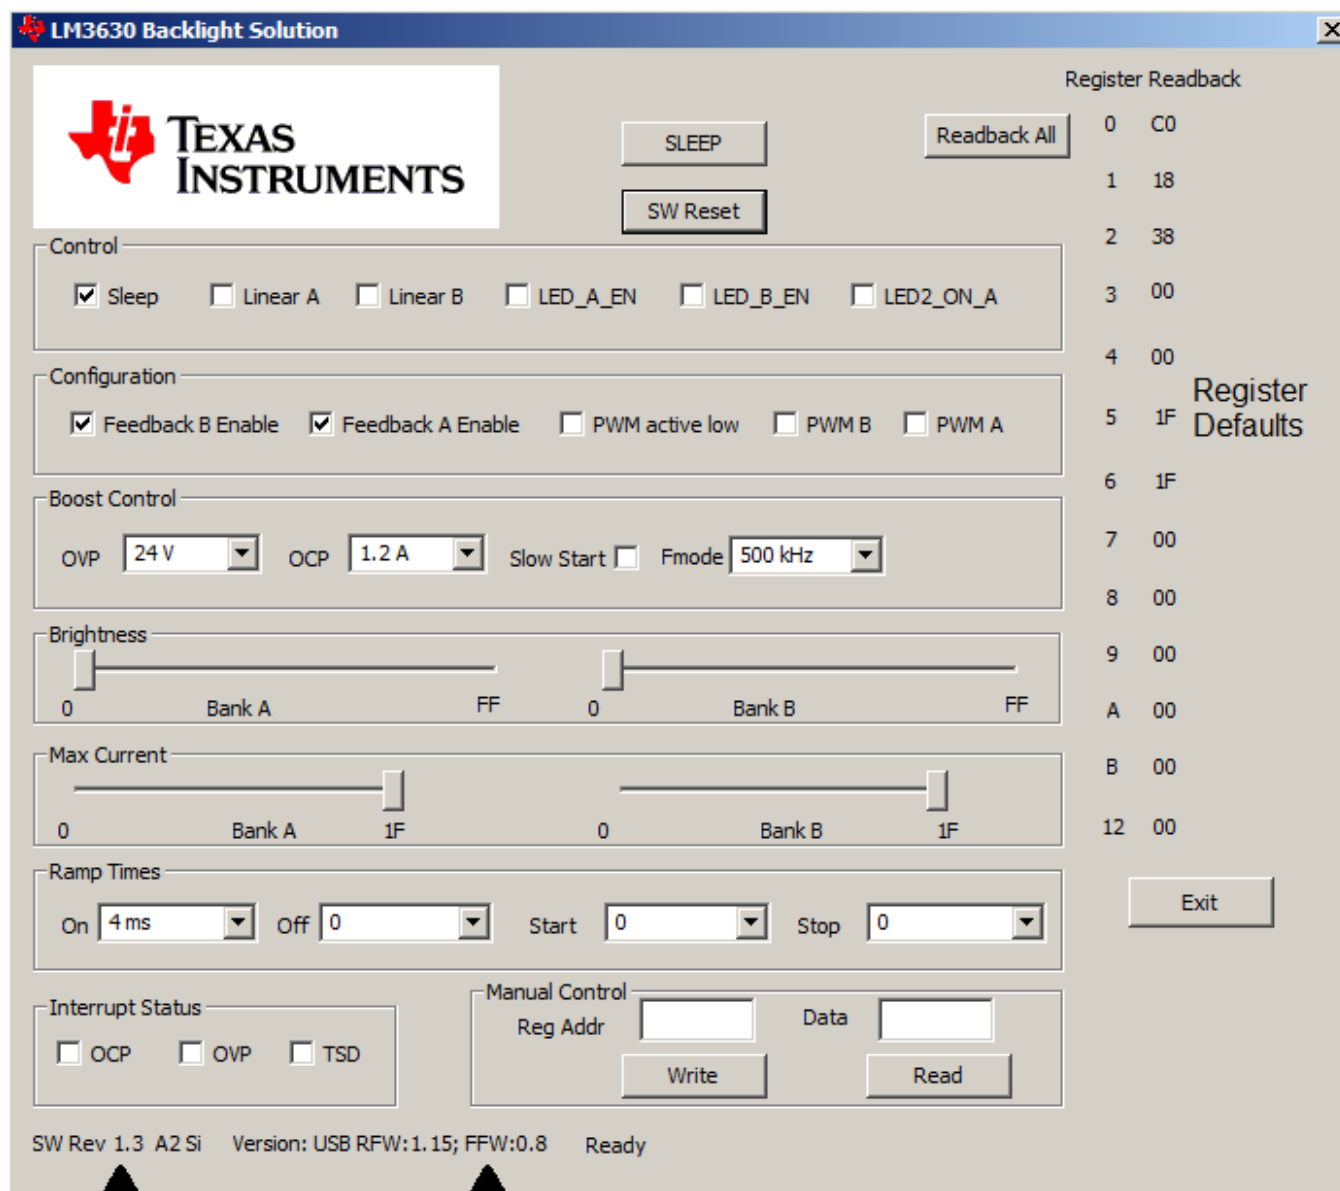 LM3630 Backlight Solution
TEXAS INSTRUMENTS
SLEEP
SW Reset
Readback All
Register Readback
0 C0
1 18
2 38
3 00
4 00
5 1F
6 1F
7 00
8 00
9 00
A 00
B 00
12 00
Register Defaults
Control
Sleep Linear A Linear B LED_A_EN LED_B_EN LED2_ON_A
Configuration
Feedback B Enable Feedback A Enable PWM active low PWM B PWM A
Boost Control
OVP 24 V OCP 1.2 A Slow Start Fmode 500 kHz
Brightness
0 Bank A FF 0 Bank B FF
Max Current
0 Bank A 1F 0 Bank B 1F
Ramp Times
On 4 ms Off 0 Start 0 Stop 0
Exit
Interrupt Status
OCP OVP TSD
Manual Control
Reg Addr Data
Write Read
SW Rev 1.3 A2 Si Version: USB RFW:1.15; FFW:0.8 Ready